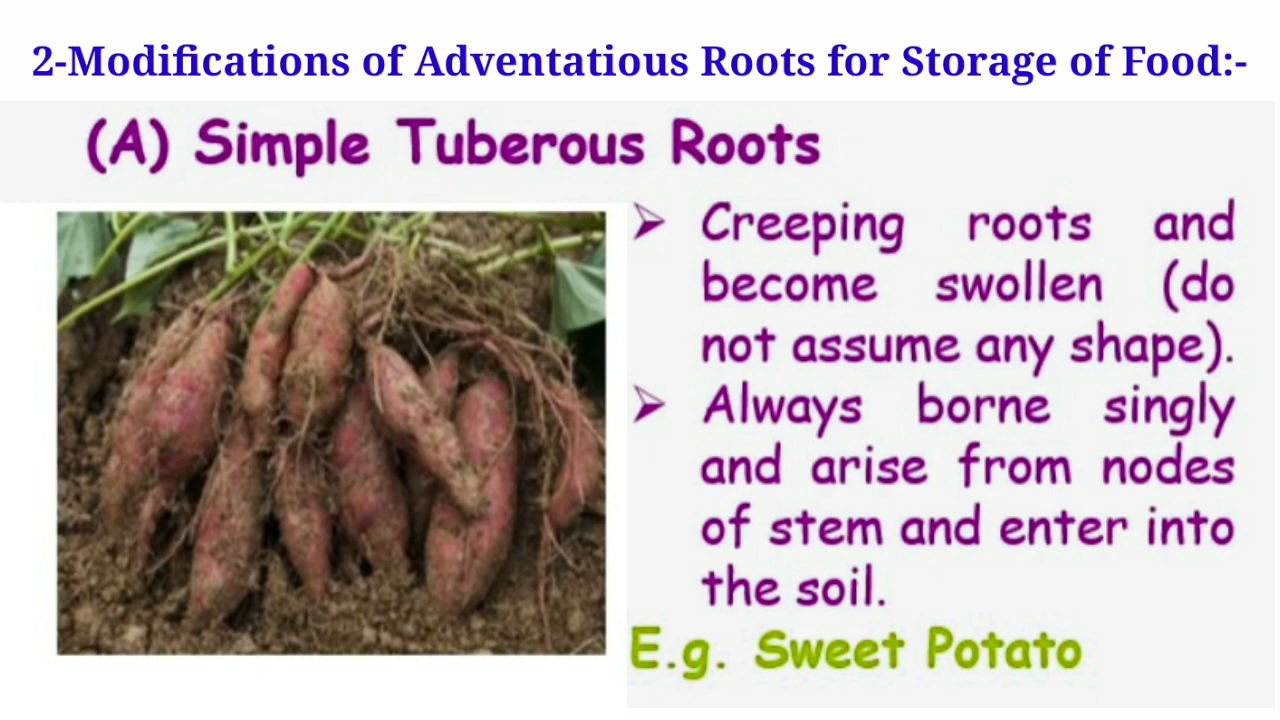 2-Modifications of Adventatious Roots for Storage of Food:-
(A) Simple Tuberous Roots
➢ Creeping roots and
become swollen (do
not assume any shape).
➢ Always borne singly
and arise from nodes
of stem and enter into
the soil.
E.g. Sweet Potato